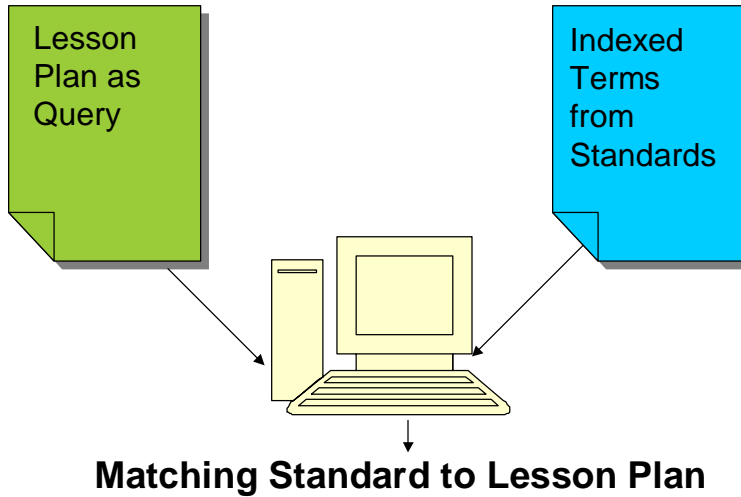 Lesson
Plan as
Query
Indexed
Terms
from
Standards
Matching Standard to Lesson Plan